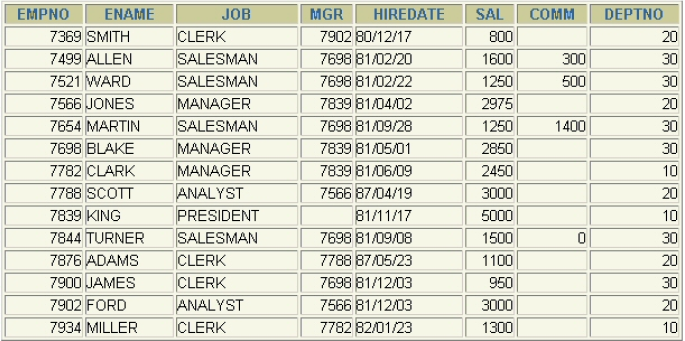 EMPNO ENAME JOB MGR HIREDATE SAL COMM DEPTNO
7369 SMITH CLERK 7902 80/12/17 800 20
7499 ALLEN SALESMAN 7698 81/02/20 1600 300 30
7521 WARD SALESMAN 7698 81/02/22 1250 500 30
7566 JONES MANAGER 7839 81/04/02 2975 20
7654 MARTIN SALESMAN 7698 81/09/28 1250 1400 30
7698 BLAKE MANAGER 7839 81/05/01 2850 30
7782 CLARK MANAGER 7839 81/06/09 2450 10
7788 SCOTT ANALYST 7566 87/04/19 3000 20
7839 KING PRESIDENT 81/11/17 5000 10
7844 TURNER SALESMAN 7698 81/09/08 1500 0 30
7876 ADAMS CLERK 7788 87/05/23 1100 20
7900 JAMES CLERK 7698 81/12/03 950 30
7902 FORD ANALYST 7566 81/12/03 3000 20
7934 MILLER CLERK 7782 82/01/23 1300 10